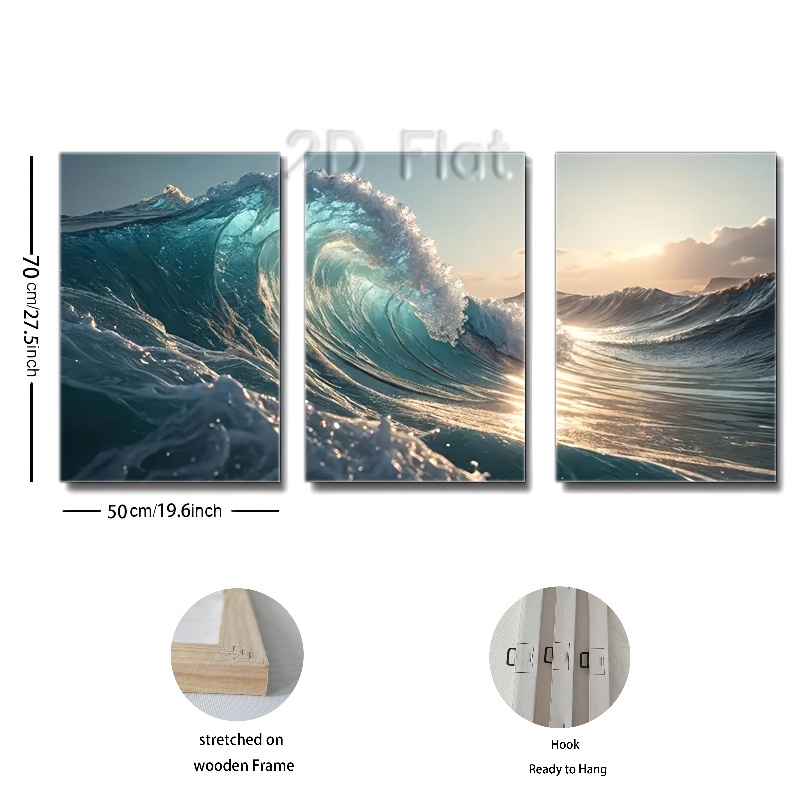 2D Flat
70 cm/27.5inch
50cm/19.6inch
stretched on
wooden Frame
Hook
Ready to Hang